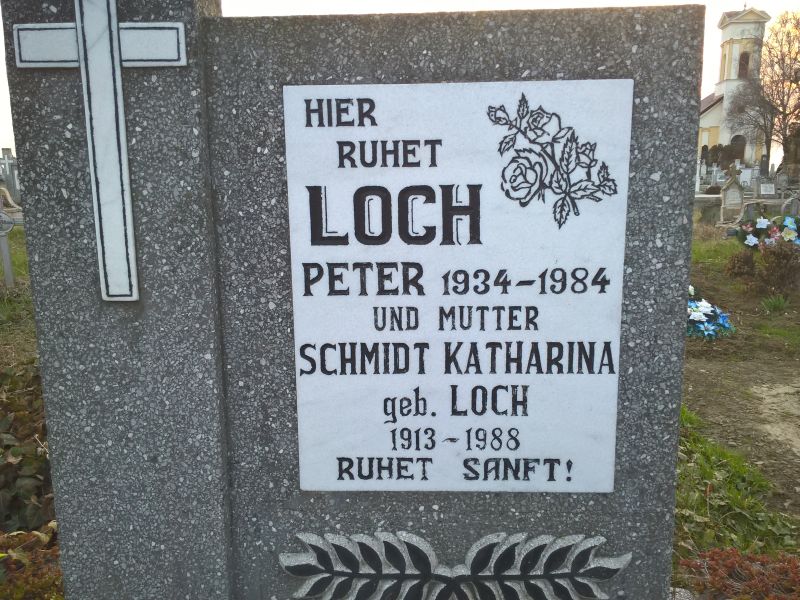 HIER
RUHET
LOCH
PETER 1934-1984
UND MUTTER
SCHMIDT KATHARINA
geb. LOCH
1913-1988
RUHET SANFT!